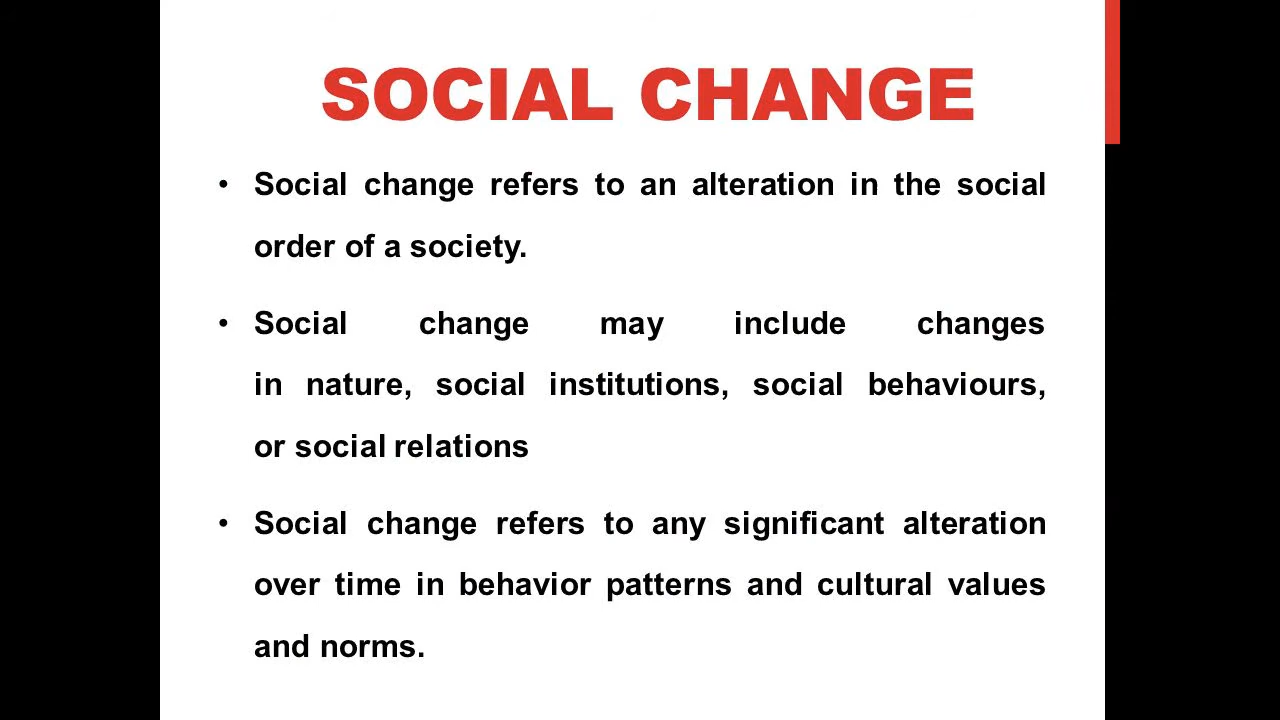 SOCIAL CHANGE
• Social change refers to an alteration in the social
order of a society.
• Social change may include changes
in nature, social institutions, social behaviours,
or social relations
• Social change refers to any significant alteration
over time in behavior patterns and cultural values
and norms.